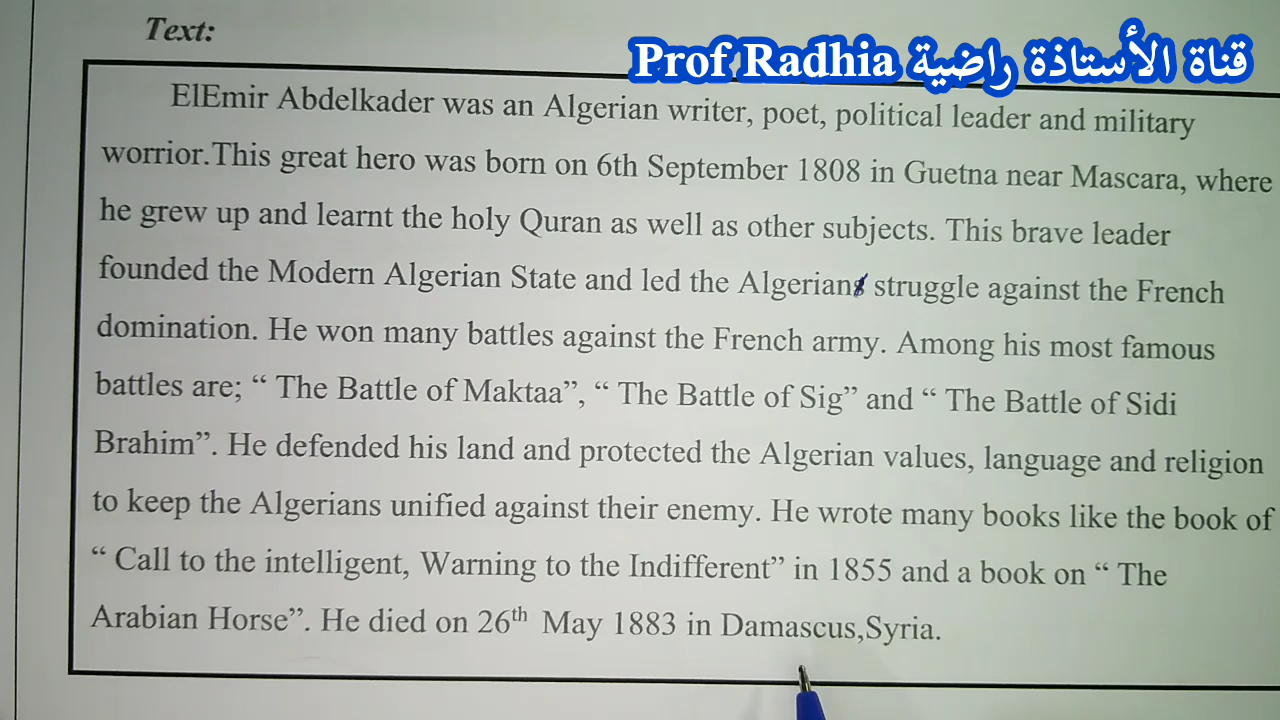 Text:
Prof Radhia قناة الأستاذة راضية
ElEmir Abdelkader was an Algerian writer, poet, political leader and military
worrior.This great hero was born on 6th September 1808 in Guetna near Mascara, where
he grew up and learnt the holy Quran as well as other subjects. This brave leader
founded the Modern Algerian State and led the Algerians struggle against the French
domination. He won many battles against the French army. Among his most famous
battles are; “ The Battle of Maktaa”, “ The Battle of Sig” and “ The Battle of Sidi
Brahim”. He defended his land and protected the Algerian values, language and religion
to keep the Algerians unified against their enemy. He wrote many books like the book of
“ Call to the intelligent, Warning to the Indifferent” in 1855 and a book on “ The
Arabian Horse”. He died on 26th May 1883 in Damascus,Syria.